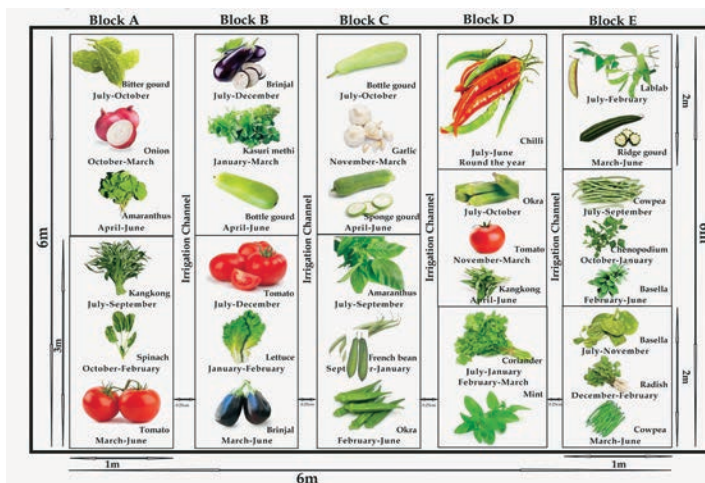 Block A
Block B
Block C
Block D
Block E
Bitter gourd
July-October
Onion
October-March
Amaranthus
April-June
Kangkong
July-September
Spinach
October-February
Tomato
March-June
Irrigation Channel
Brinjal
July-December
Kasuri methi
January-March
Bottle gourd
April-June
Tomato
July-December
Lettuce
January-February
Brinjal
March-June
Irrigation Channel
Bottle gourd
July-October
Garlic
November-March
Sponge gourd
April-June
Amaranthus
July-September
French bean
Okra
February-June
Irrigation Channel
Chilli
July-June
Round the year
Okra
July-October
Tomato
November-March
Kangkong
April-June
Coriander
July-January
February-March
Mint
Irrigation Channel
Lablab
July-February
Ridge gourd
March-June
Cowpea
July-September
Chenopodium
October-January
Basella
February-June
Basella
July-November
Radish
December-February
Cowpea
March-June
6m
3m
2m
6m
2m
1m
6m
1m